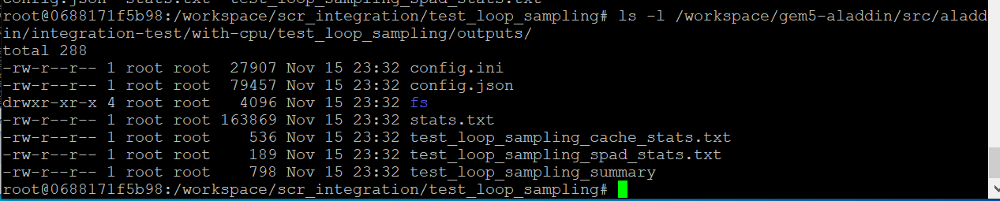 config.json  stats.txt  test_loop_sampling_spad_stats.txt
root@0688171f5b98:/workspace/scr_integration/test_loop_sampling# ls -l /workspace/gem5-aladdin/src/aladd
in/integration-test/with-cpu/test_loop_sampling/outputs/
total 288
-rw-r--r-- 1 root root  27907 Nov 15 23:32 config.ini
-rw-r--r-- 1 root root  79457 Nov 15 23:32 config.json
drwxr-xr-x 4 root root   4096 Nov 15 23:32 fs
-rw-r--r-- 1 root root 163869 Nov 15 23:32 stats.txt
-rw-r--r-- 1 root root    536 Nov 15 23:32 test_loop_sampling_cache_stats.txt
-rw-r--r-- 1 root root    189 Nov 15 23:32 test_loop_sampling_spad_stats.txt
-rw-r--r-- 1 root root    798 Nov 15 23:32 test_loop_sampling_summary
root@0688171f5b98:/workspace/scr_integration/test_loop_sampling#